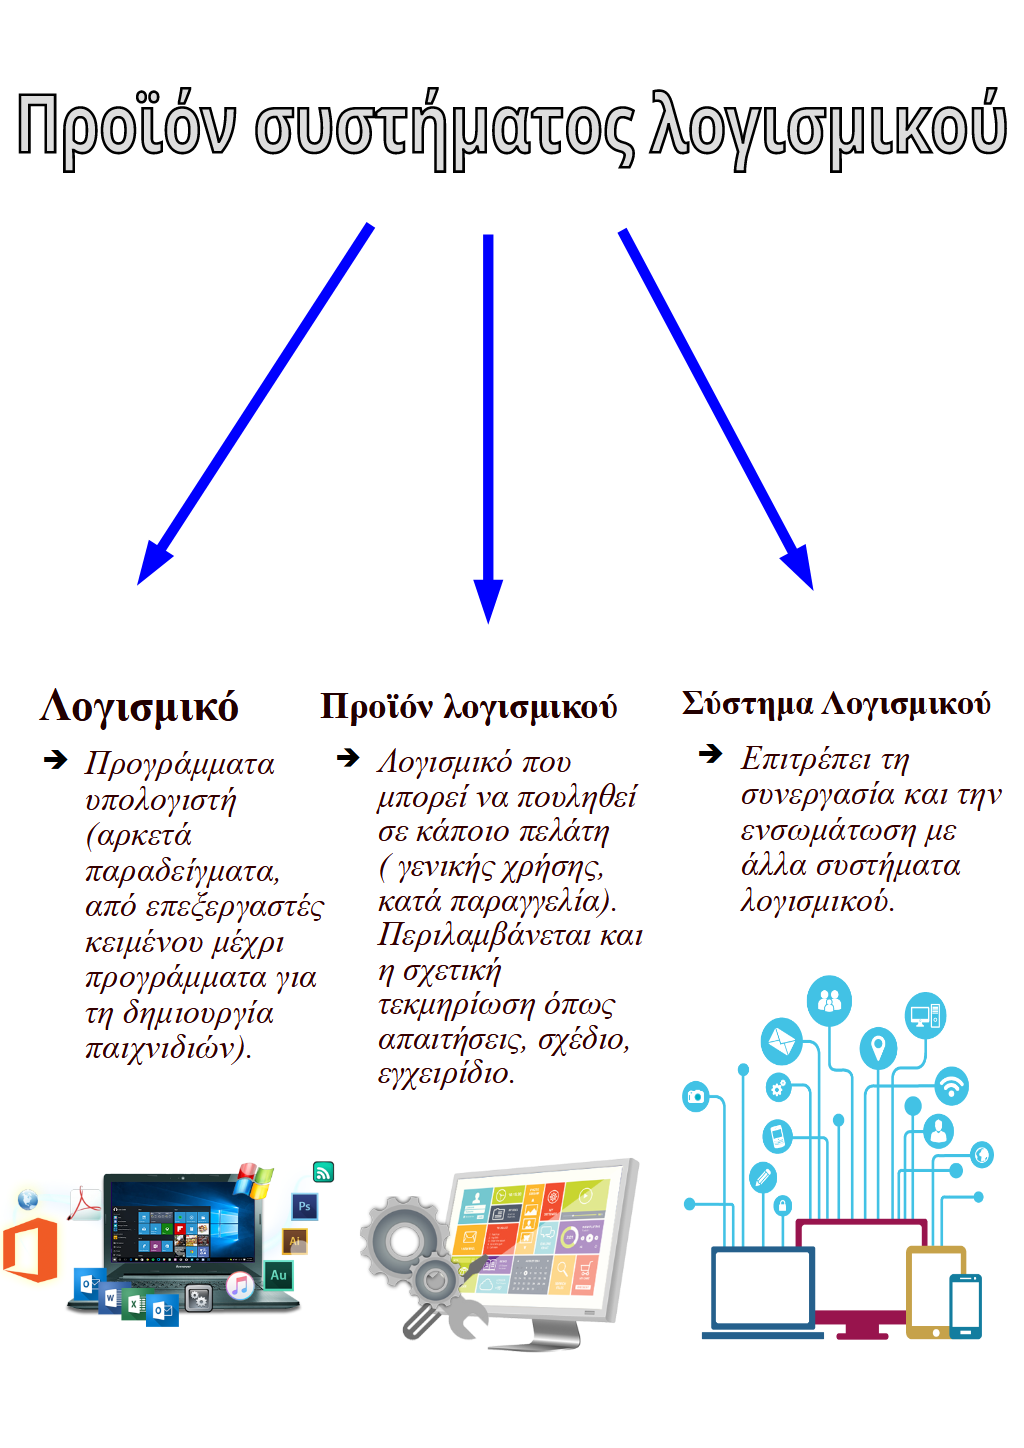 Προϊόν συστήματος λογισμικού
Λογισμικό
➔ Προγράμματα
υπολογιστή
(αρκετά
παραδείγματα,
από επεξεργαστές
κειμένου μέχρι
προγράμματα για
τη δημιουργία
παιχνιδιών).
Προϊόν λογισμικού
➔ Λογισμικό που
μπορεί να πουληθεί
σε κάποιο πελάτη
( γενικής χρήσης,
κατά παραγγελία).
Περιλαμβάνεται και
η σχετική
τεκμηρίωση όπως
απαιτήσεις, σχέδιο,
εγχειρίδιο.
Σύστημα Λογισμικού
➔ Επιτρέπει τη
συνεργασία και την
ενσωμάτωση με
άλλα συστήματα
λογισμικού.
Ps
Ai
Au
W
X